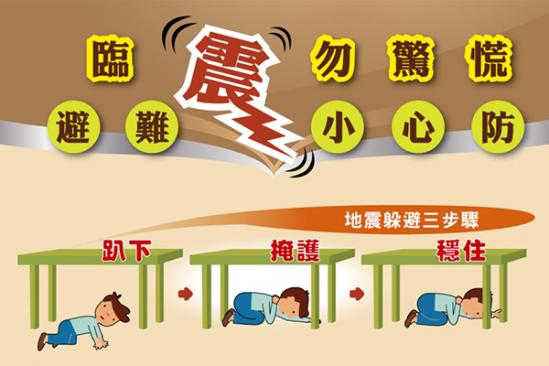 臨震勿驚慌
避難小心防
地震躲避三步驟
趴下 掩護 穩住